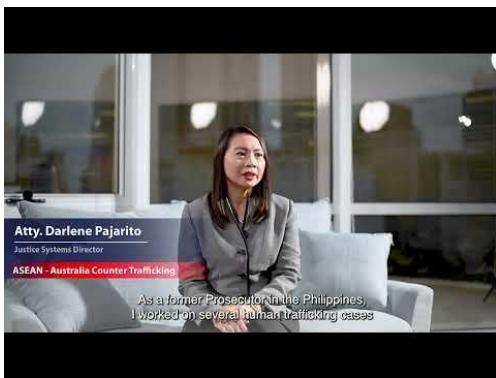 Atty. Darlene Pajarito
Justice Systems Director
ASEAN - Australia Counter Trafficking
As a former Prosecutor in the Philippines,
I worked on several human trafficking cases